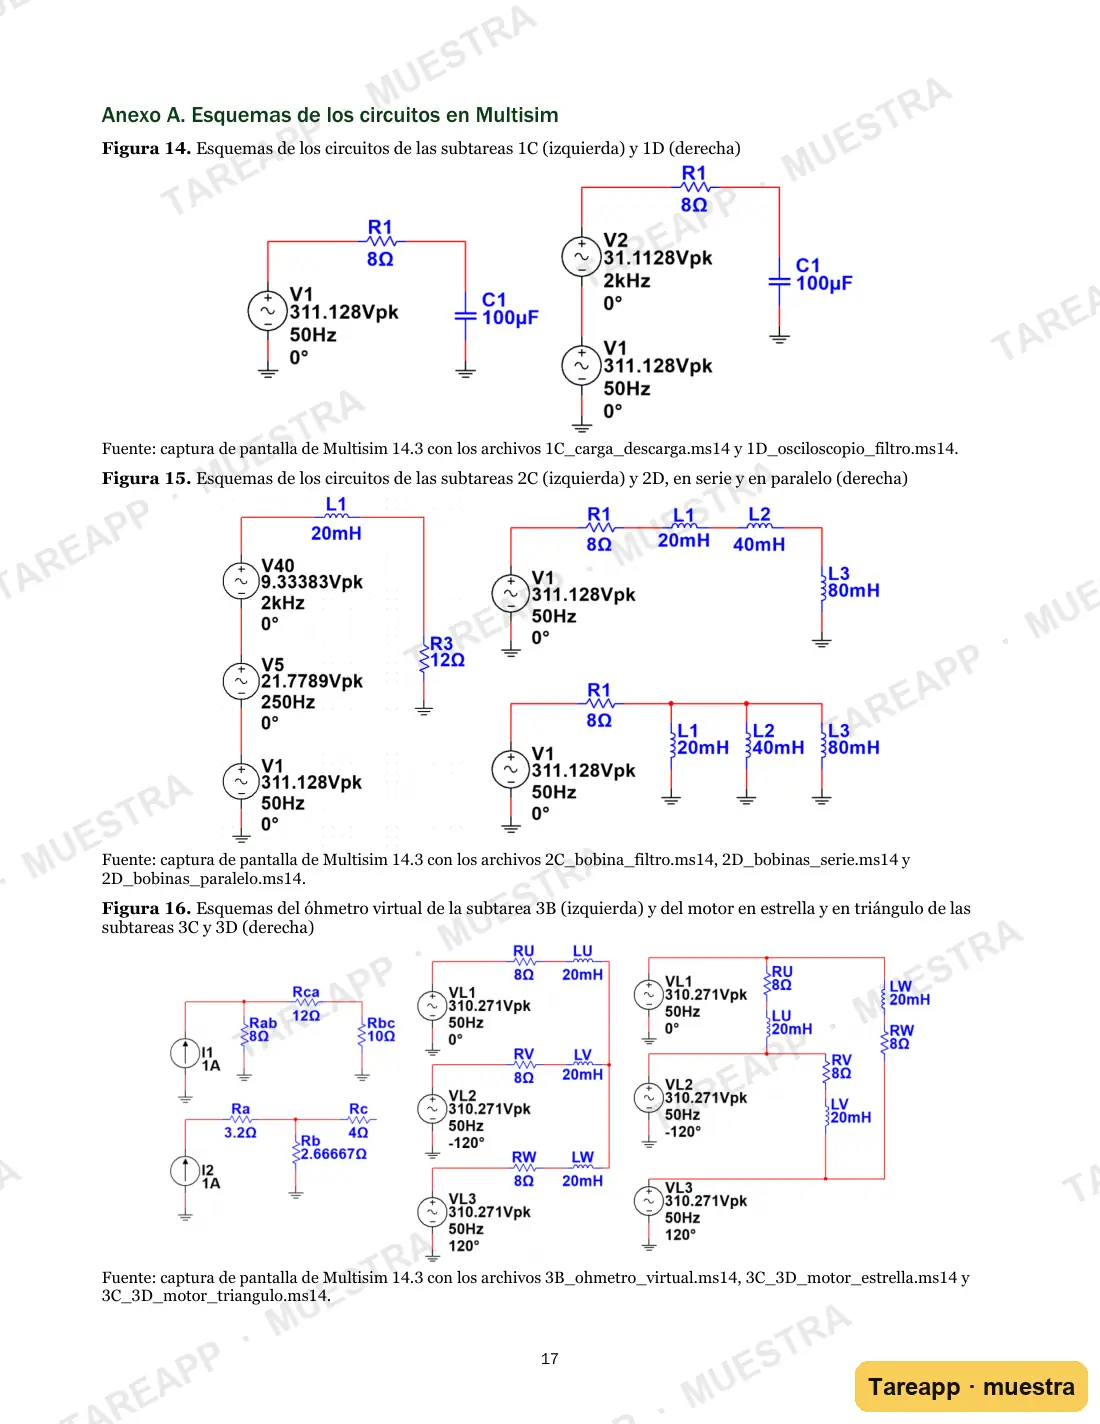 Anexo A. Esquemas de los circuitos en Multisim
Figura 14. Esquemas de los circuitos de las subtareas 1C (izquierda) y 1D (derecha)
R1
8Ω
V1
311.128Vpk
50Hz
0°
C1
100µF
R1
8Ω
V2
31.1128Vpk
2kHz
0°
C1
100µF
V1
311.128Vpk
50Hz
0°
Fuente: captura de pantalla de Multisim 14.3 con los archivos 1C_carga_descarga.ms14 y 1D_osciloscopio_filtro.ms14.
Figura 15. Esquemas de los circuitos de las subtareas 2C (izquierda) y 2D, en serie y en paralelo (derecha)
L1
20mH
V40
9.33383Vpk
2kHz
0°
V5
21.7789Vpk
250Hz
0°
V1
311.128Vpk
50Hz
0°
R3
12Ω
R1
8Ω
L1
20mH
L2
40mH
L3
80mH
V1
311.128Vpk
50Hz
0°
R1
8Ω
L1
20mH
L2
40mH
L3
80mH
V1
311.128Vpk
50Hz
0°
Fuente: captura de pantalla de Multisim 14.3 con los archivos 2C_bobina_filtro.ms14, 2D_bobinas_serie.ms14 y
2D_bobinas_paralelo.ms14.
Figura 16. Esquemas del óhmetro virtual de la subtarea 3B (izquierda) y del motor en estrella y en triángulo de las
subtareas 3C y 3D (derecha)
Rca
12Ω
Rab
8Ω
Rbc
10Ω
I1
1A
Ra
3.2Ω
Rc
4Ω
Rb
2.66667Ω
I2
1A
RU
8Ω
LU
20mH
VL1
310.271Vpk
50Hz
0°
RV
8Ω
LV
20mH
VL2
310.271Vpk
50Hz
-120°
RW
8Ω
LW
20mH
VL3
310.271Vpk
50Hz
120°
VL1
310.271Vpk
50Hz
0°
RU
8Ω
LU
20mH
LW
20mH
RW
8Ω
VL2
310.271Vpk
50Hz
-120°
RV
8Ω
LV
20mH
VL3
310.271Vpk
50Hz
120°
Fuente: captura de pantalla de Multisim 14.3 con los archivos 3B_ohmetro_virtual.ms14, 3C_3D_motor_estrella.ms14 y
3C_3D_motor_triangulo.ms14.
17
Tareapp · muestra
TAREAPP · MUESTRA